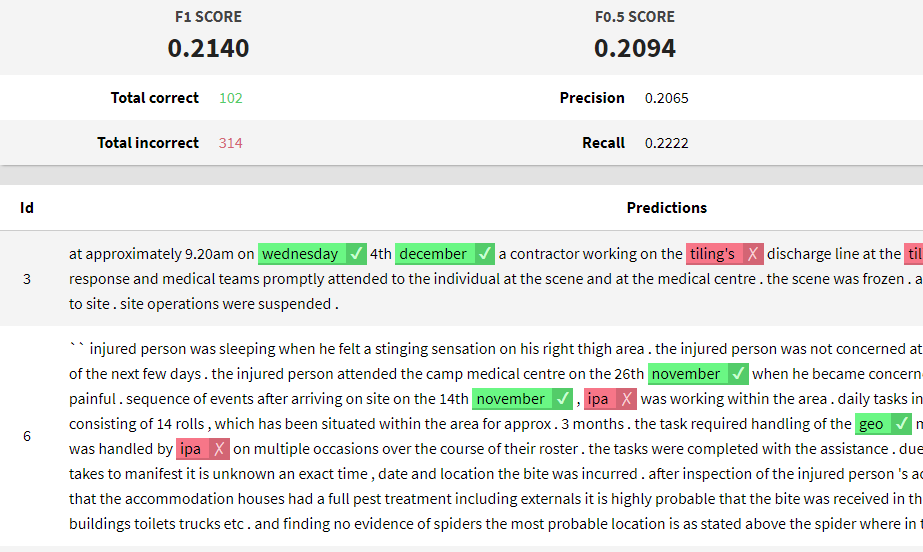 F1 SCORE F0.5 SCORE
0.2140 0.2094
Total correct 102 Precision 0.2065
Total incorrect 314 Recall 0.2222
Id Predictions
at approximately 9.20am on wednesday ✓ 4th december ✓ a contractor working on the tiling's X discharge line at the til
3 response and medical teams promptly attended to the individual at the scene and at the medical centre . the scene was frozen . a
to site . site operations were suspended .
`` injured person was sleeping when he felt a stinging sensation on his right thigh area . the injured person was not concerned at
of the next few days . the injured person attended the camp medical centre on the 26th november ✓ when he became concern
painful . sequence of events after arriving on site on the 14th november ✓ , ipa X was working within the area . daily tasks in
consisting of 14 rolls , which has been situated within the area for approx . 3 months . the task required handling of the geo ✓ m
6 was handled by ipa X on multiple occasions over the course of their roster . the tasks were completed with the assistance . due
takes to manifest it is unknown an exact time , date and location the bite was incurred . after inspection of the injured person 's ac
that the accommodation houses had a full pest treatment including externals it is highly probable that the bite was received in th
buildings toilets trucks etc . and finding no evidence of spiders the most probable location is as stated above the spider where in t